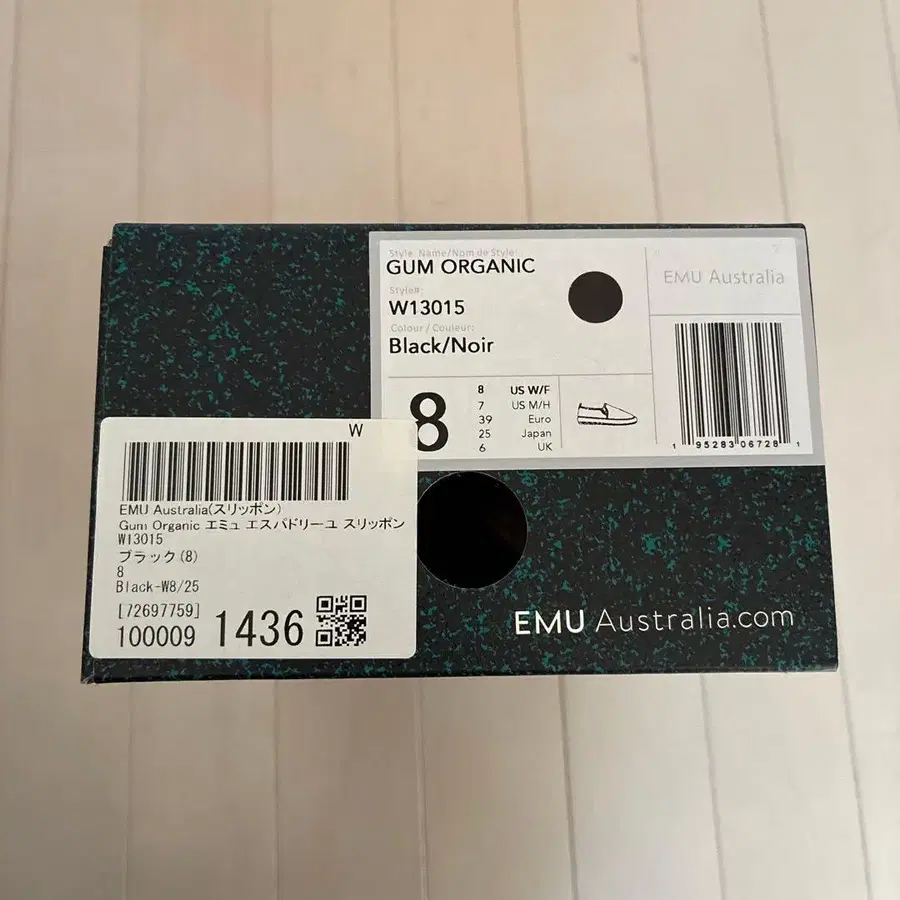 Style Name/Nom de Style:
GUM ORGANIC
Style#:
W13015
Colour / Couleur:
Black/Noir
8
8 US W/F
7 US M/H
39 Euro
25 Japan
6 UK
EMU Australia
1 95283 06728 1
W
EMU Australia(スリッポン)
Gum Organic エミュ エスパドリーユ スリッポン
W13015
ブラック(8)
8
Black-W8/25
[72697759]
100009 1436
EMU Australia.com